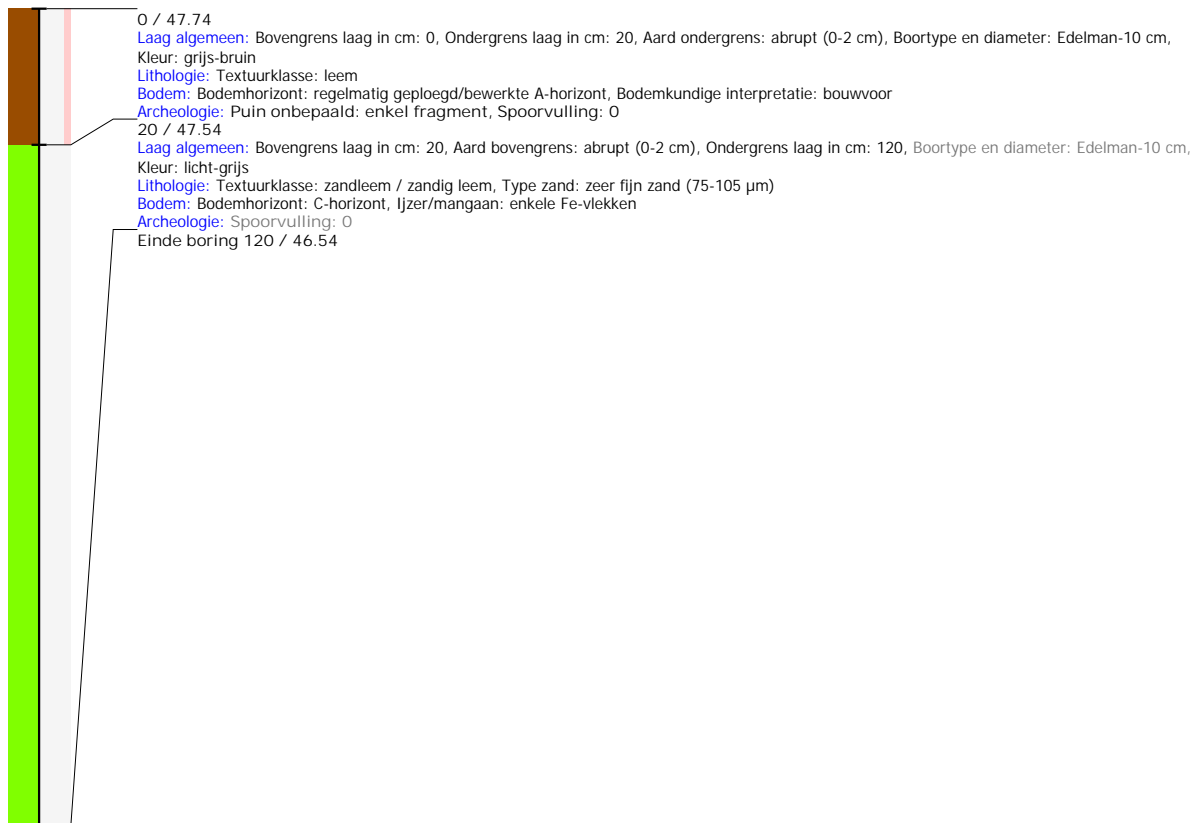 0 / 47.74
Laag algemeen: Bovengrens laag in cm: 0, Ondergrens laag in cm: 20, Aard ondergrens: abrupt (0-2 cm), Boortype en diameter: Edelman-10 cm,
Kleur: grijs-bruin
Lithologie: Textuurklasse: leem
Bodem: Bodemhorizont: regelmatig geploegd/bewerkte A-horizont, Bodemkundige interpretatie: bouwvoor
Archeologie: Puin onbepaald: enkel fragment, Spoorvulling: 0
20 / 47.54
Laag algemeen: Bovengrens laag in cm: 20, Aard bovengrens: abrupt (0-2 cm), Ondergrens laag in cm: 120, Boortype en diameter: Edelman-10 cm,
Kleur: licht-grijs
Lithologie: Textuurklasse: zandleem / zandig leem, Type zand: zeer fijn zand (75-105 µm)
Bodem: Bodemhorizont: C-horizont, Ijzer/mangaan: enkele Fe-vlekken
Archeologie: Spoorvulling: 0
Einde boring 120 / 46.54